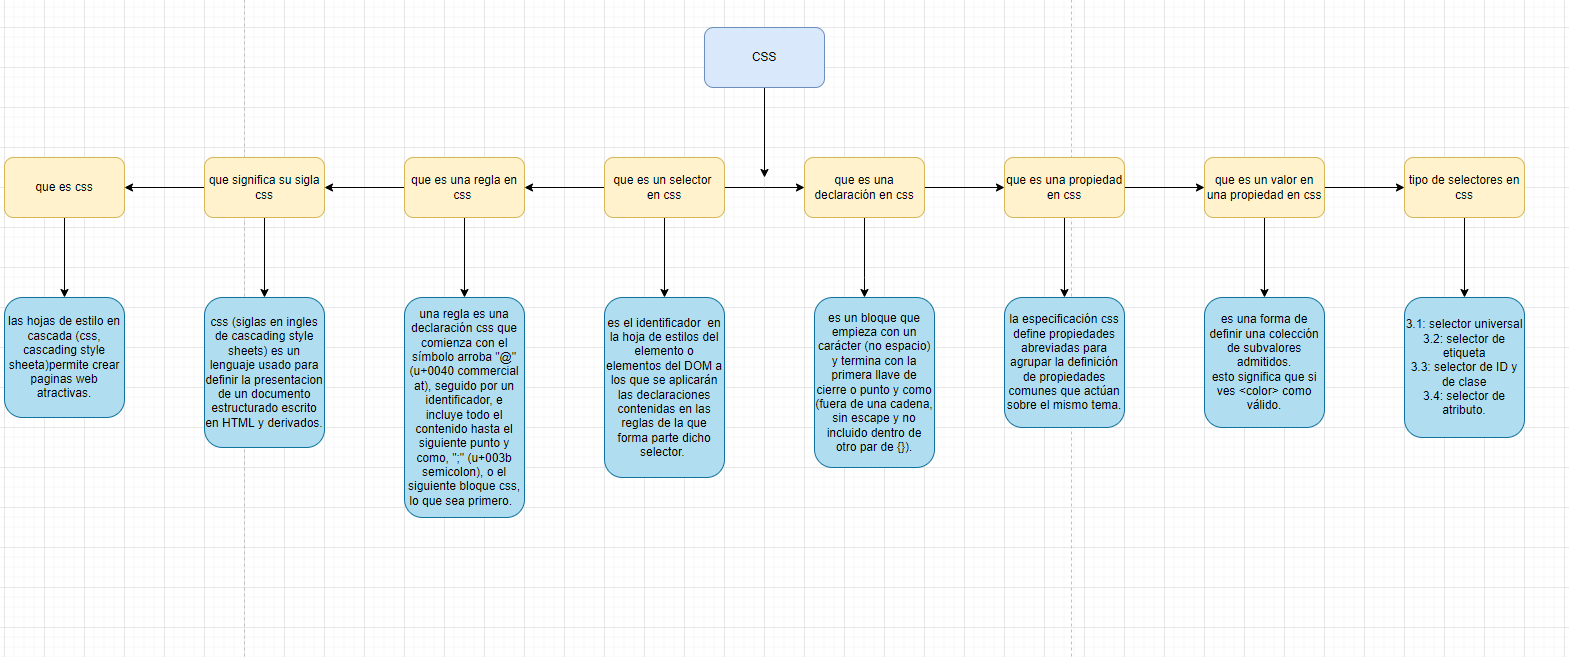 CSS
que es css
que significa su sigla
css
que es una regla en
css
que es un selector
en css
que es una
declaración en css
que es una propiedad
en css
que es un valor en
una propiedad en css
tipo de selectores en
css
las hojas de estilo en
cascada (css,
cascading style
sheeta)permite crear
paginas web
atractivas.
css (siglas en ingles
de cascading style
sheets) es un
lenguaje usado para
definir la presentacion
de un documento
estructurado escrito
en HTML y derivados.
una regla es una
declaración css que
comienza con el
símbolo arroba "@"
(u+0040 commercial
at), seguido por un
identificador, e
incluye todo el
contenido hasta el
siguiente punto y
como, ";" (u+003b
semicolon), o el
siguiente bloque css,
lo que sea primero.
es el identificador en
la hoja de estilos del
elemento o
elementos del DOM a
los que se aplicarán
las declaraciones
contenidas en las
reglas de la que
forma parte dicho
selector.
es un bloque que
empieza con un
carácter (no espacio)
y termina con la
primera llave de
cierre o punto y como
(fuera de una cadena,
sin escape y no
incluido dentro de
otro par de {}).
la especificación css
define propiedades
abreviadas para
agrupar la definición
de propiedades
comunes que actúan
sobre el mismo tema.
es una forma de
definir una colección
de subvalores
admitidos.
esto significa que si
ves <color> como
válido.
3.1: selector universal
3.2: selector de
etiqueta
3.3: selector de ID y
de clase
3.4: selector de
atributo.